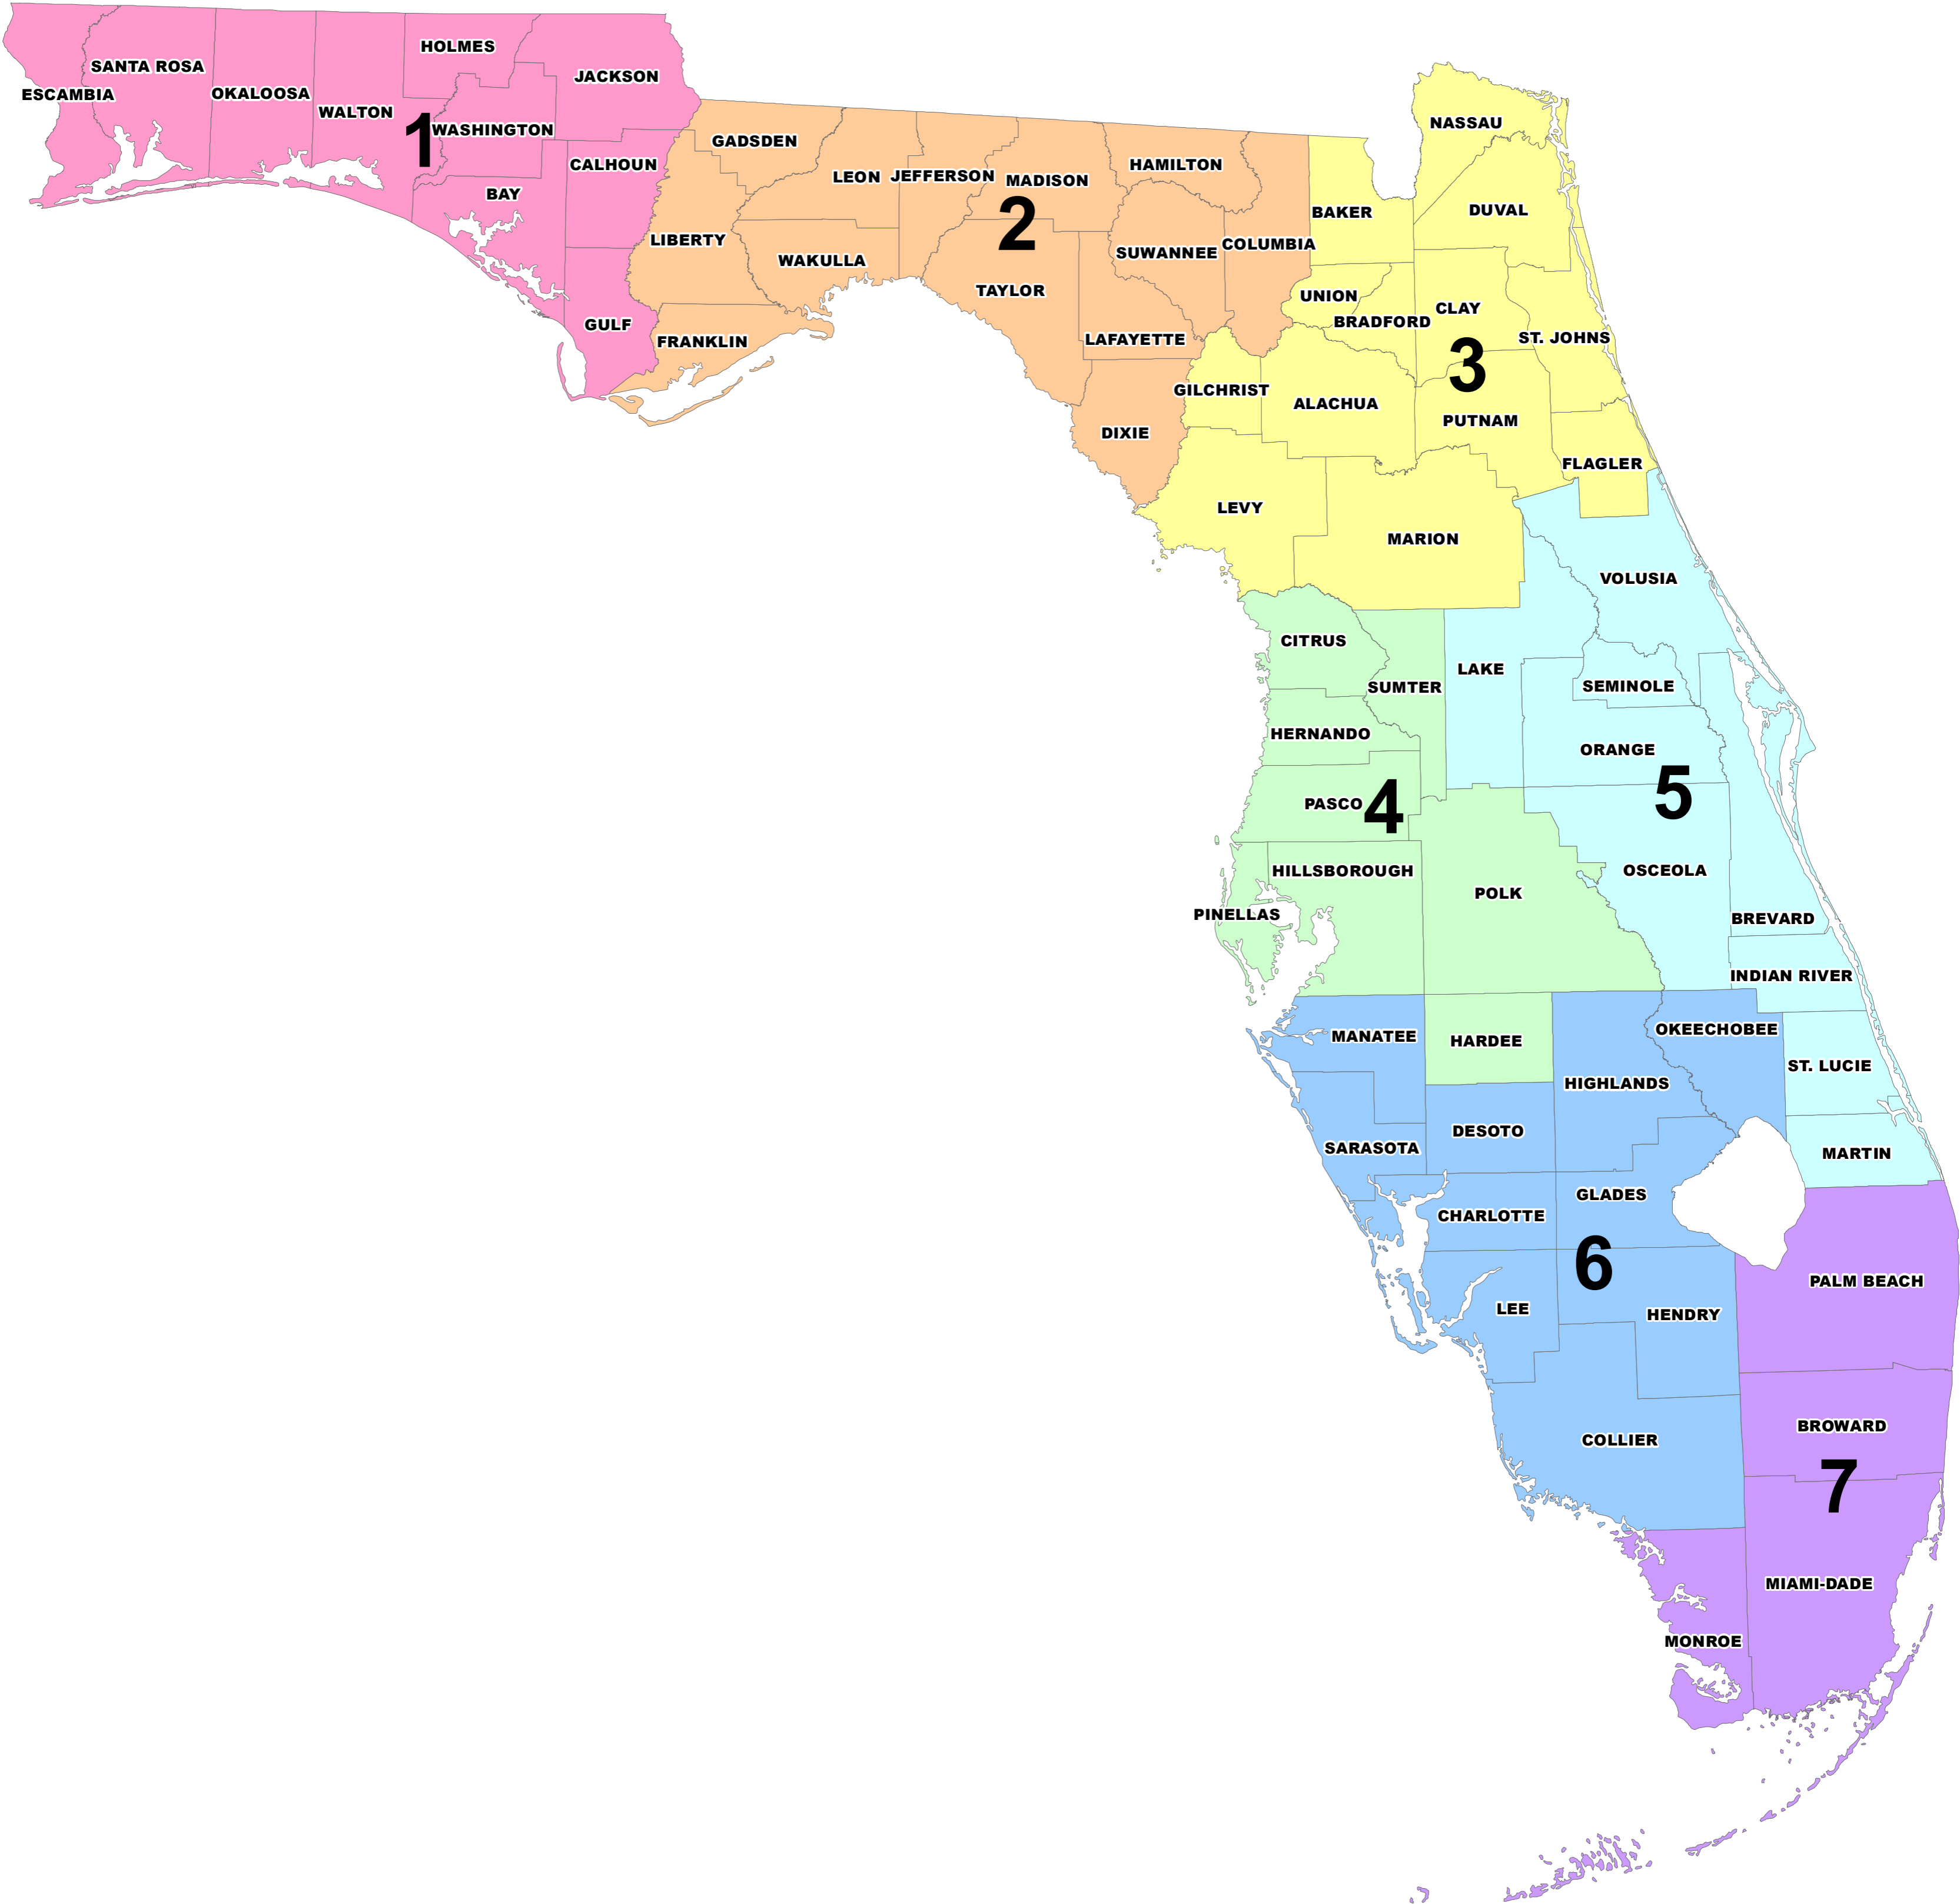 HOLMES
SANTA ROSA
JACKSON
ESCAMBIA
OKALOOSA
WALTON
1
WASHINGTON
CALHOUN
BAY
GULF
GADSDEN
LEON
JEFFERSON
MADISON
HAMILTON
2
LIBERTY
WAKULLA
SUWANNEE
COLUMBIA
TAYLOR
FRANKLIN
LAFAYETTE
DIXIE
NASSAU
BAKER
DUVAL
UNION
BRADFORD
CLAY
ST. JOHNS
3
GILCHRIST
ALACHUA
PUTNAM
FLAGLER
LEVY
MARION
CITRUS
SUMTER
HERNANDO
PASCO
4
HILLSBOROUGH
PINELLAS
POLK
HARDEE
VOLUSIA
LAKE
SEMINOLE
ORANGE
5
OSCEOLA
BREVARD
INDIAN RIVER
ST. LUCIE
MARTIN
MANATEE
OKEECHOBEE
HIGHLANDS
DESOTO
SARASOTA
GLADES
CHARLOTTE
6
LEE
HENDRY
COLLIER
PALM BEACH
BROWARD
7
MIAMI-DADE
MONROE